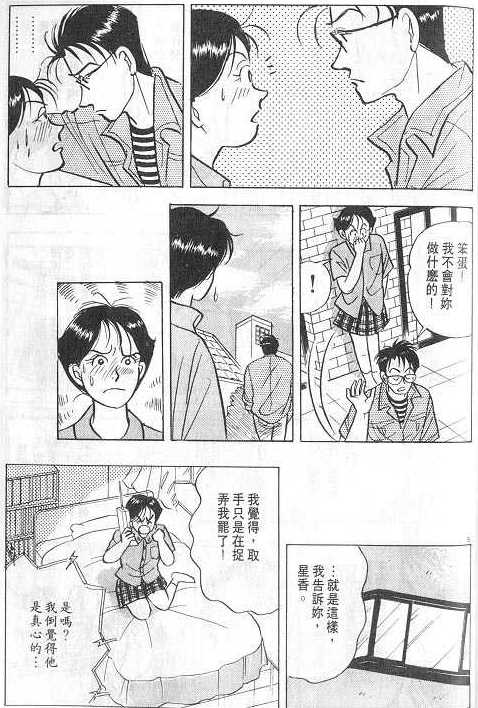 …………
笨蛋!
我不會對妳
做什麼的!
!
…就是這樣,
我告訴妳,
星香。
我覺得,取
手只是在捉
弄我罷了!
是嗎?
我倒覺得他
是真心的…
5